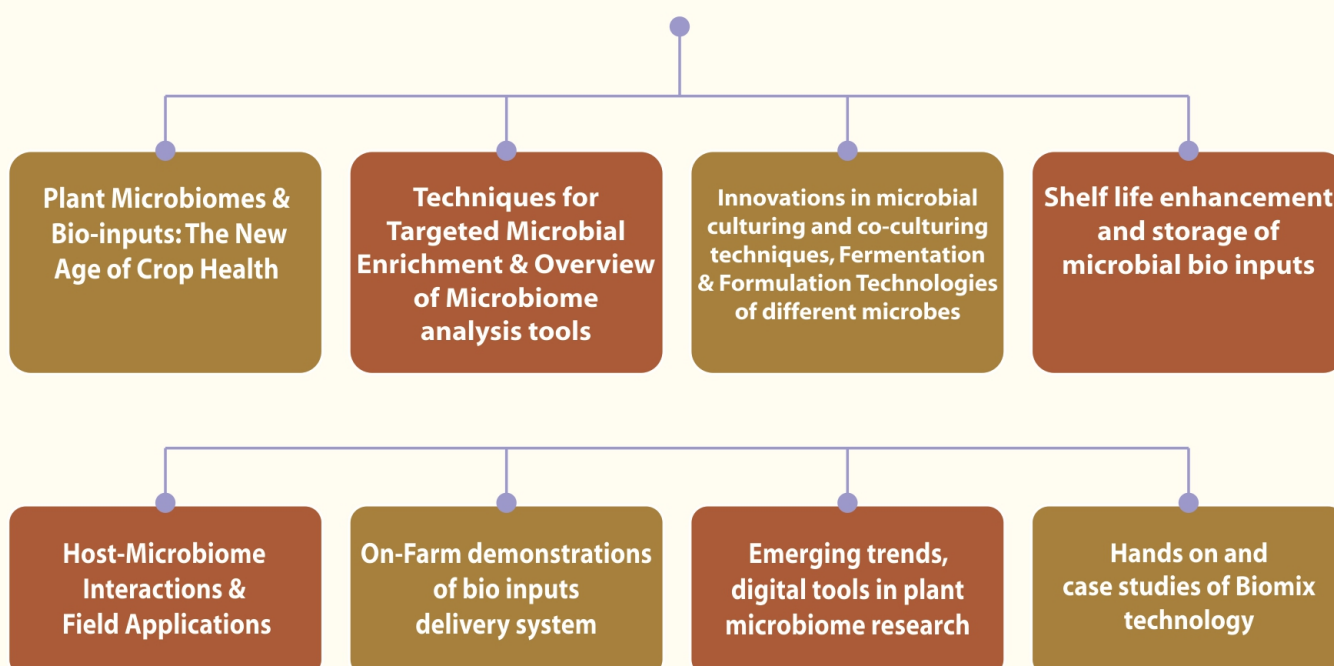 Plant Microbiomes &
Bio-inputs: The New
Age of Crop Health
Techniques for
Targeted Microbial
Enrichment & Overview
of Microbiome
analysis tools
Innovations in microbial
culturing and co-culturing
techniques, Fermentation
& Formulation Technologies
of different microbes
Shelf life enhancement
and storage of
microbial bio inputs
Host-Microbiome
Interactions &
Field Applications
On-Farm demonstrations
of bio inputs
delivery system
Emerging trends,
digital tools in plant
microbiome research
Hands on and
case studies of Biomix
technology